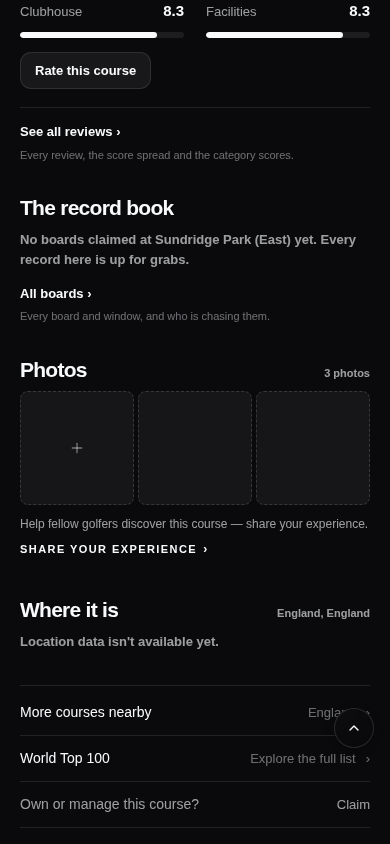 Clubhouse 8.3 Facilities 8.3
Rate this course
See all reviews ›
Every review, the score spread and the category scores.
The record book
No boards claimed at Sundridge Park (East) yet. Every
record here is up for grabs.
All boards ›
Every board and window, and who is chasing them.
Photos 3 photos
+
Help fellow golfers discover this course — share your experience.
SHARE YOUR EXPERIENCE ›
Where it is England, England
Location data isn't available yet.
More courses nearby
World Top 100 Explore the full list ›
Own or manage this course? Claim